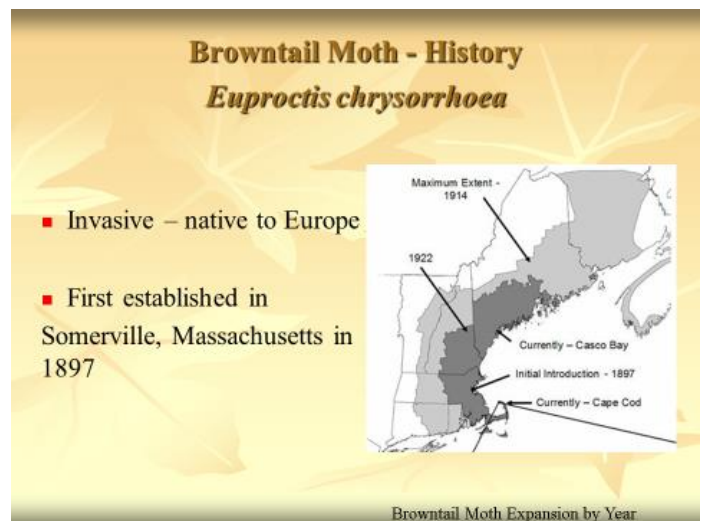 Browntail Moth - History
Euproctis chrysorrhoea
■ Invasive – native to Europe
■ First established in
Somerville, Massachusetts in
1897
Maximum Extent -
1914
1922
Currently – Casco Bay
Initial Introduction - 1897
Currently – Cape Cod
Browntail Moth Expansion by Year